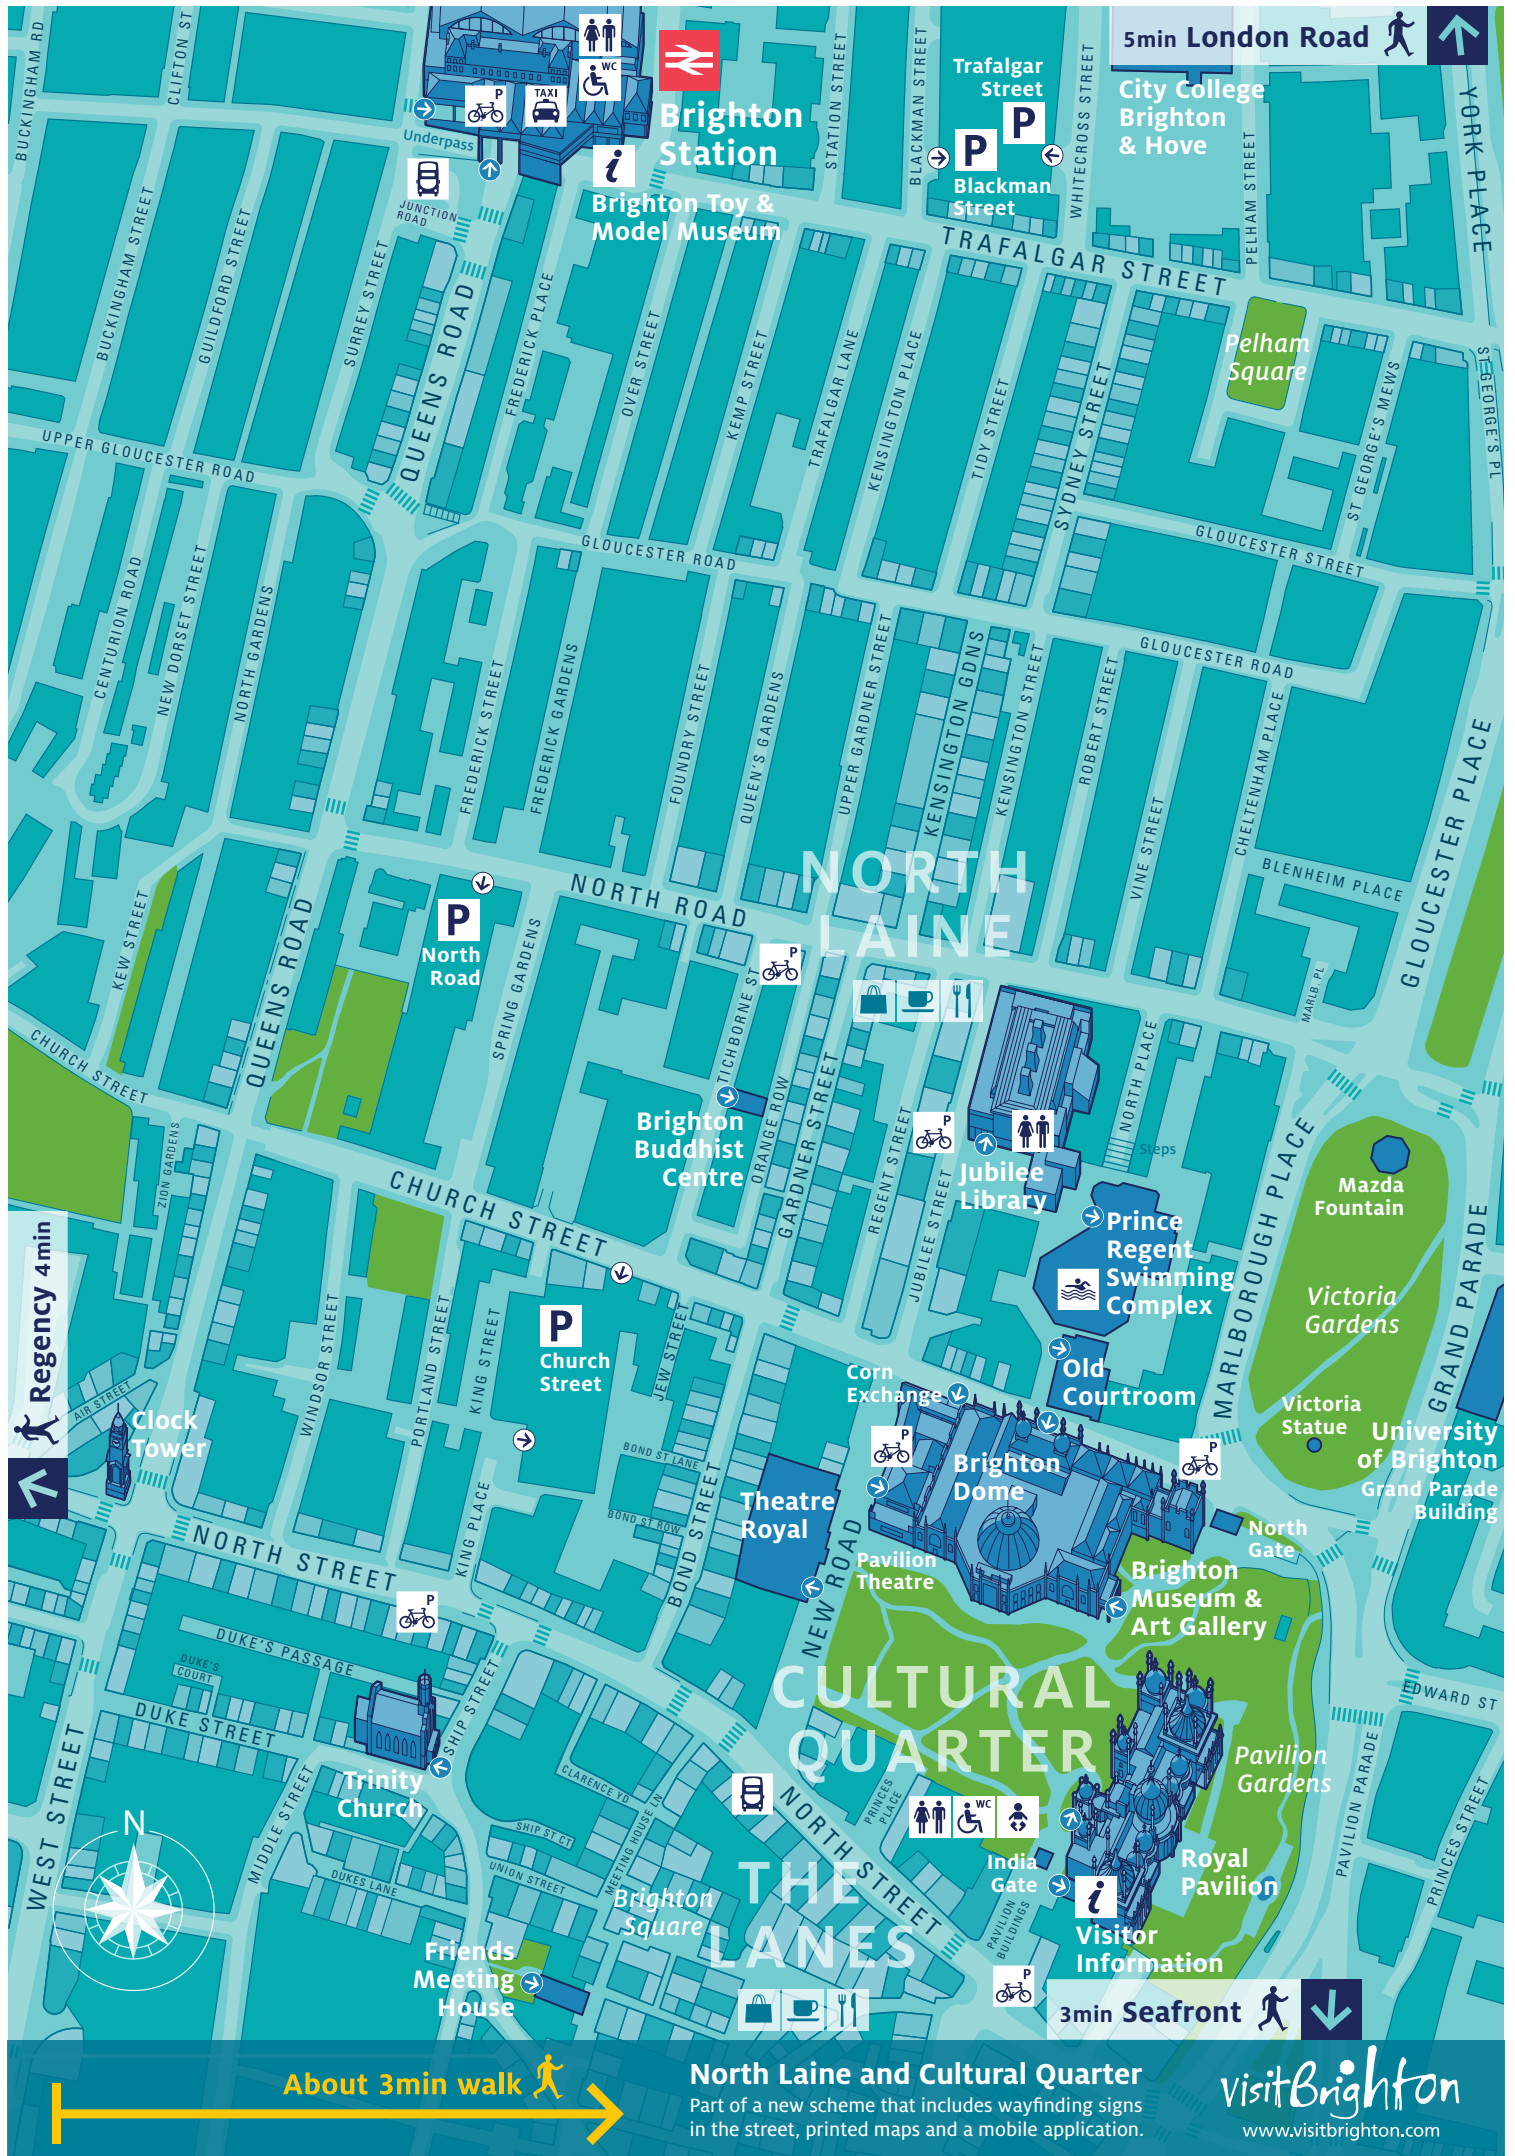 5min London Road
BUCKINGHAM RD
CLIFTON ST
WC
P
TAXI
Underpass
Brighton
Station
i
Brighton Toy &
Model Museum
JUNCTION
ROAD
STATION STREET
BLACKMAN STREET
Trafalgar
Street
P
P
Blackman
Street
WHITECROSS STREET
City College
Brighton
& Hove
PELHAM STREET
YORK PLACE
TRAFALGAR STREET
BUCKINGHAM STREET
GUILDFORD STREET
SURREY STREET
QUEENS ROAD
FREDERICK PLACE
OVER STREET
KEMP STREET
TRAFALGAR LANE
KENSINGTON PLACE
TIDY STREET
SYDNEY STREET
Pelham
Square
ST GEORGE'S MEWS
ST GEORGE'S PL
UPPER GLOUCESTER ROAD
GLOUCESTER ROAD
GLOUCESTER STREET
GLOUCESTER ROAD
CENTURION ROAD
NEW DORSET STREET
NORTH GARDENS
FREDERICK STREET
FREDERICK GARDENS
FOUNDRY STREET
QUEEN'S GARDENS
UPPER GARDNER STREET
KENSINGTON GDNS
KENSINGTON STREET
ROBERT STREET
VINE STREET
CHELTENHAM PLACE
BLENHEIM PLACE
GLOUCESTER PLACE
NORTH
LAINE
NORTH ROAD
P
North
Road
KEW STREET
QUEENS ROAD
SPRING GARDENS
P
TICHBORNE ST
MARLB. PL
CHURCH STREET
NORTH PLACE
Steps
Brighton
Buddhist
Centre
ORANGE ROW
GARDNER STREET
REGENT STREET
P
Jubilee
Library
JUBILEE STREET
Prince
Regent
Swimming
Complex
MARLBOROUGH PLACE
Mazda
Fountain
Victoria
Gardens
GRAND PARADE
ZION GARDENS
CHURCH STREET
Regency 4min
AIR STREET
Clock
Tower
WINDSOR STREET
PORTLAND STREET
KING STREET
P
Church
Street
JEW STREET
Corn
Exchange
Old
Courtroom
Victoria
Statue
University
of Brighton
Grand Parade
Building
P
Brighton
Dome
P
BOND ST LANE
BOND ST ROW
BOND STREET
Theatre
Royal
NEW ROAD
Pavilion
Theatre
North
Gate
Brighton
Museum &
Art Gallery
NORTH STREET
KING PLACE
P
DUKE'S PASSAGE
DUKE'S
COURT
DUKE STREET
SHIP STREET
CULTURAL
QUARTER
EDWARD ST
Pavilion
Gardens
PAVILION PARADE
PRINCES STREET
WEST STREET
N
MIDDLE STREET
Trinity
Church
CLARENCE YD
SHIP ST CT
MEETING HOUSE LN
UNION STREET
DUKES LANE
NORTH STREET
PRINCES
PLACE
WC
India
Gate
i
Royal
Pavilion
Visitor
Information
PAVILION
BUILDINGS
Brighton
Square
THE
LANES
Friends
Meeting
House
P
3min Seafront
About 3min walk
North Laine and Cultural Quarter
Part of a new scheme that includes wayfinding signs
in the street, printed maps and a mobile application.
VisitBrighton
www.visitbrighton.com